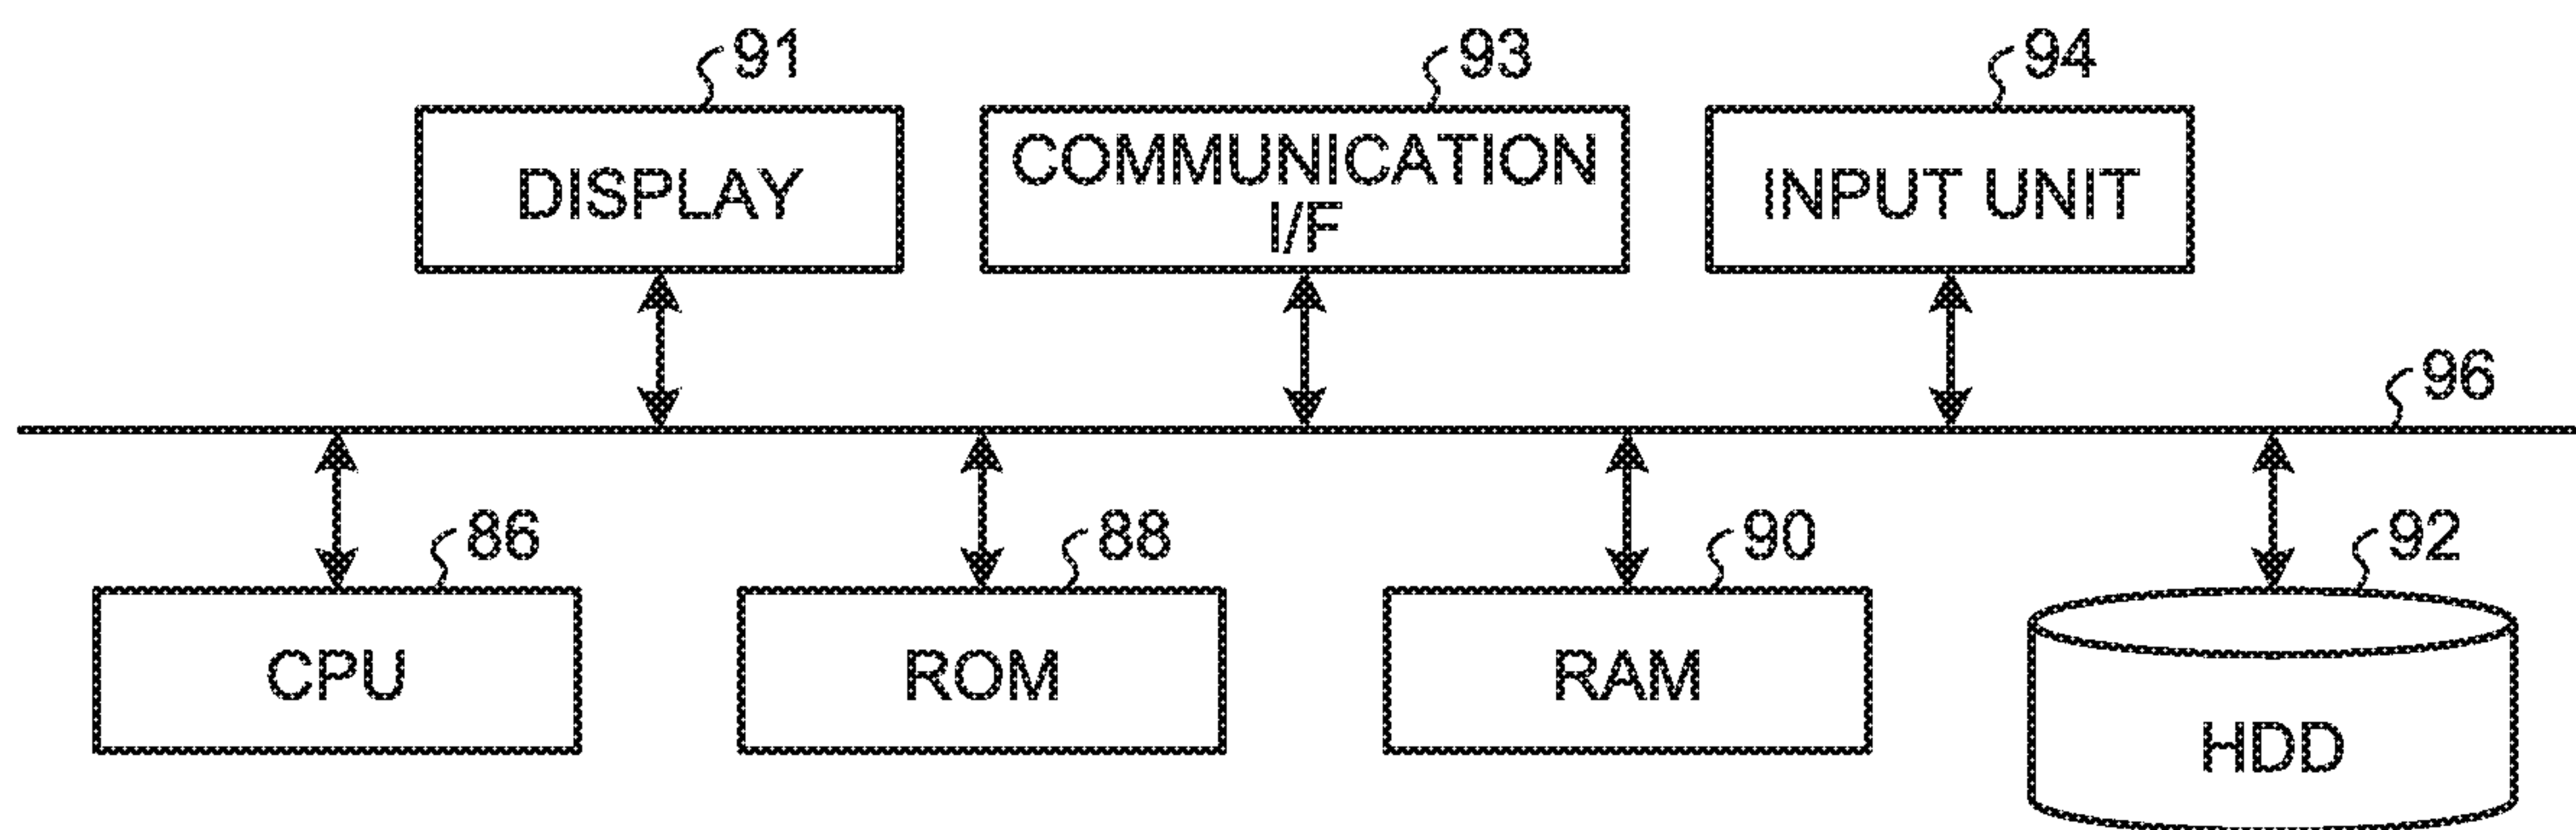 91
93
94
DISPLAY
COMMUNICATION
I/F
INPUT UNIT
96
86
88
90
92
CPU
ROM
RAM
HDD